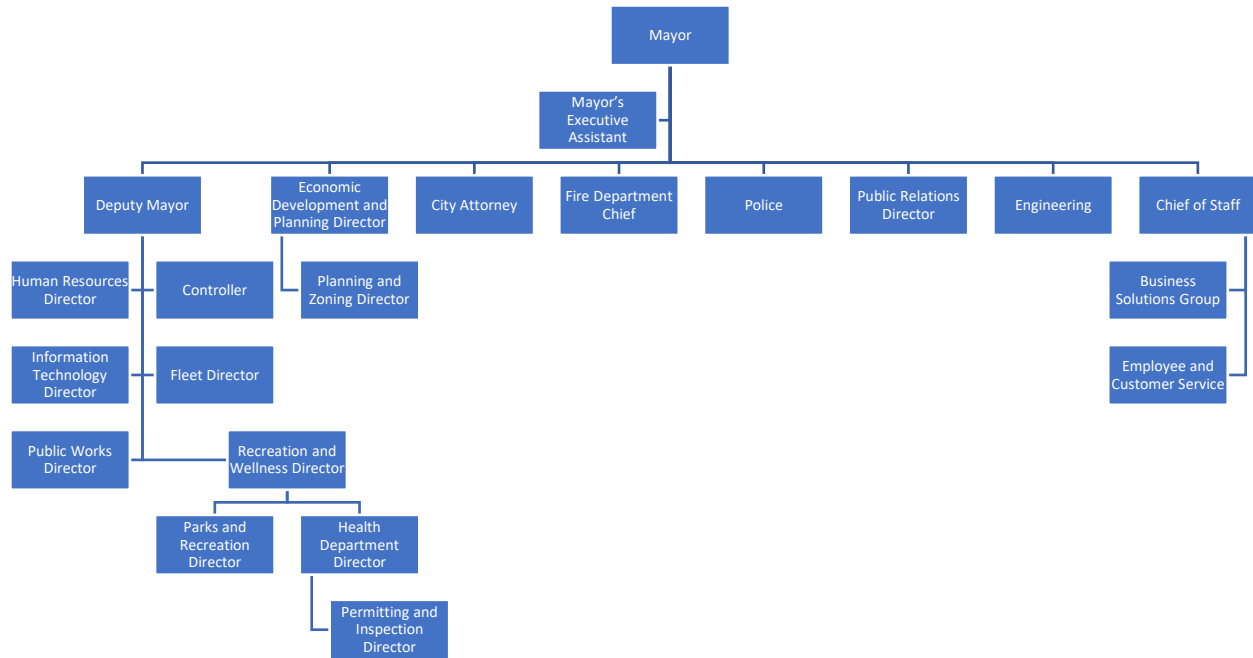 Mayor
Mayor’s
Executive
Assistant
Deputy Mayor
Economic
Development and
Planning Director
City Attorney
Fire Department
Chief
Police
Public Relations
Director
Engineering
Chief of Staff
Human Resources
Director
Controller
Planning and
Zoning Director
Business
Solutions Group
Information
Technology
Director
Fleet Director
Employee and
Customer Service
Public Works
Director
Recreation and
Wellness Director
Parks and
Recreation
Director
Health
Department
Director
Permitting and
Inspection
Director